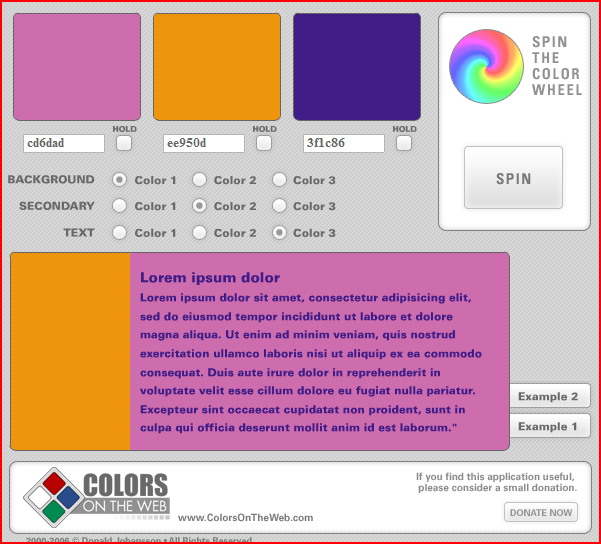 SPIN
THE
COLOR
WHEEL
HOLD HOLD HOLD
cd6dad ee950d 3f1c86
SPIN
BACKGROUND Color 1 Color 2 Color 3
SECONDARY Color 1 Color 2 Color 3
TEXT Color 1 Color 2 Color 3
Lorem ipsum dolor
Lorem ipsum dolor sit amet, consectetur adipisicing elit,
sed do eiusmod tempor incididunt ut labore et dolore
magna aliqua. Ut enim ad minim veniam, quis nostrud
exercitation ullamco laboris nisi ut aliquip ex ea commodo
consequat. Duis aute irure dolor in reprehenderit in
voluptate velit esse cillum dolore eu fugiat nulla pariatur.
Excepteur sint occaecat cupidatat non proident, sunt in
culpa qui officia deserunt mollit anim id est laborum."
Example 2
Example 1
COLORS
ON THE WEB
www.ColorsOnTheWeb.com
If you find this application useful,
please consider a small donation.
DONATE NOW
2000-2006 © Donald Johansson • All Rights Reserved